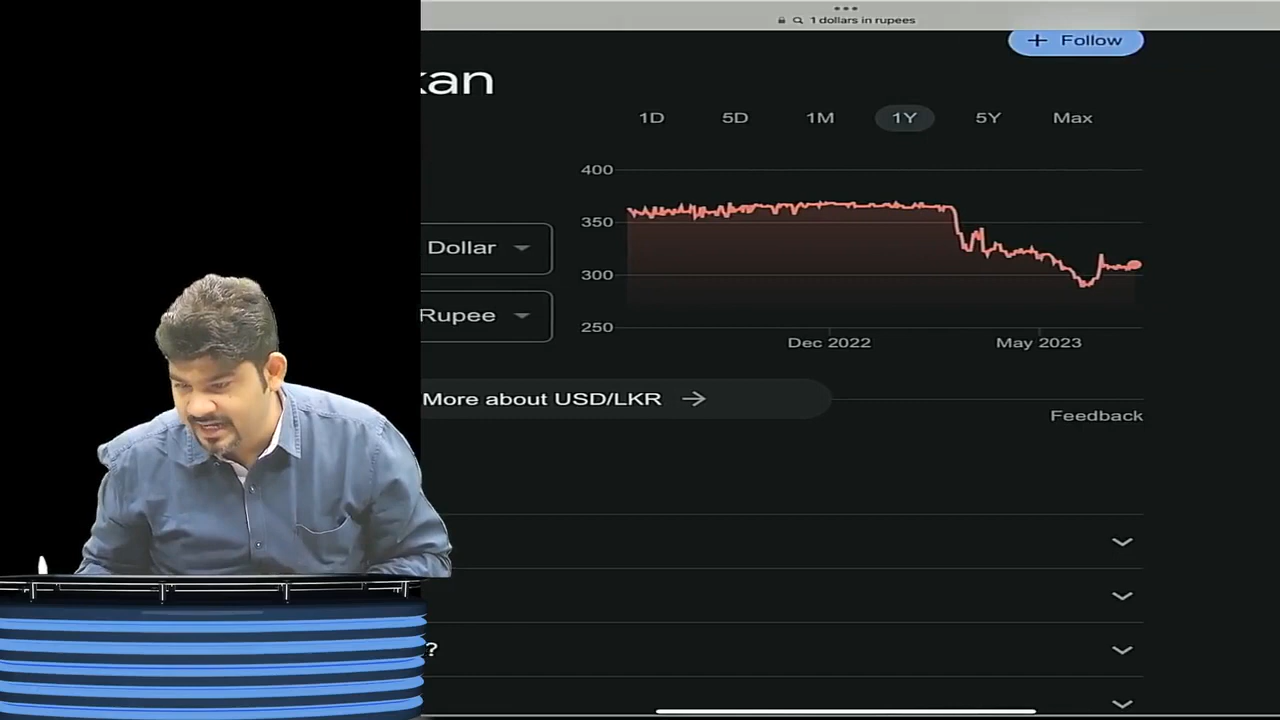 1 dollars in rupees
+ Follow
kan
1D 5D 1M 1Y 5Y Max
400
350
300
250
Dec 2022 May 2023
Dollar
Rupee
More about USD/LKR →
Feedback
?